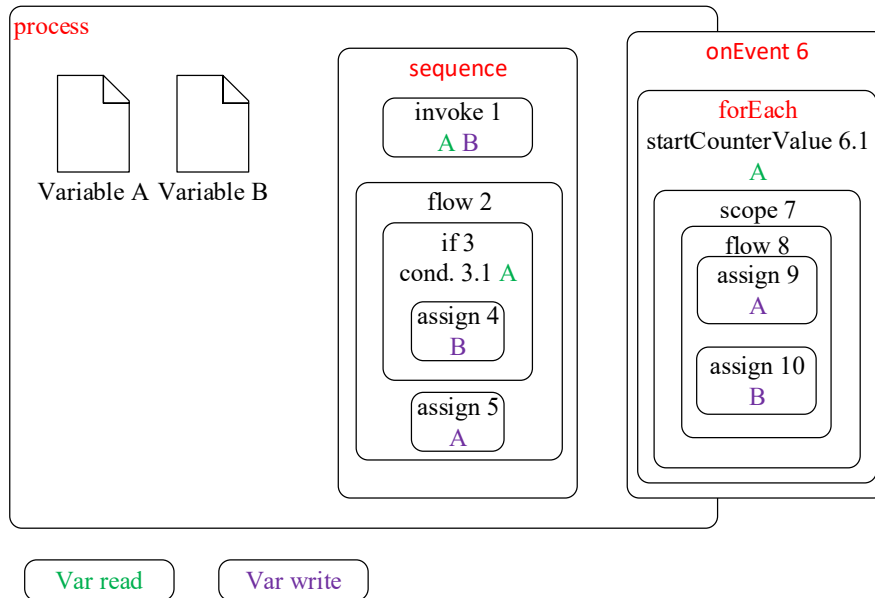 process
Variable A
Variable B
sequence
invoke 1
A B
flow 2
if 3
cond. 3.1 A
assign 4
B
assign 5
A
onEvent 6
forEach
startCounterValue 6.1
A
scope 7
flow 8
assign 9
A
assign 10
B
Var read
Var write